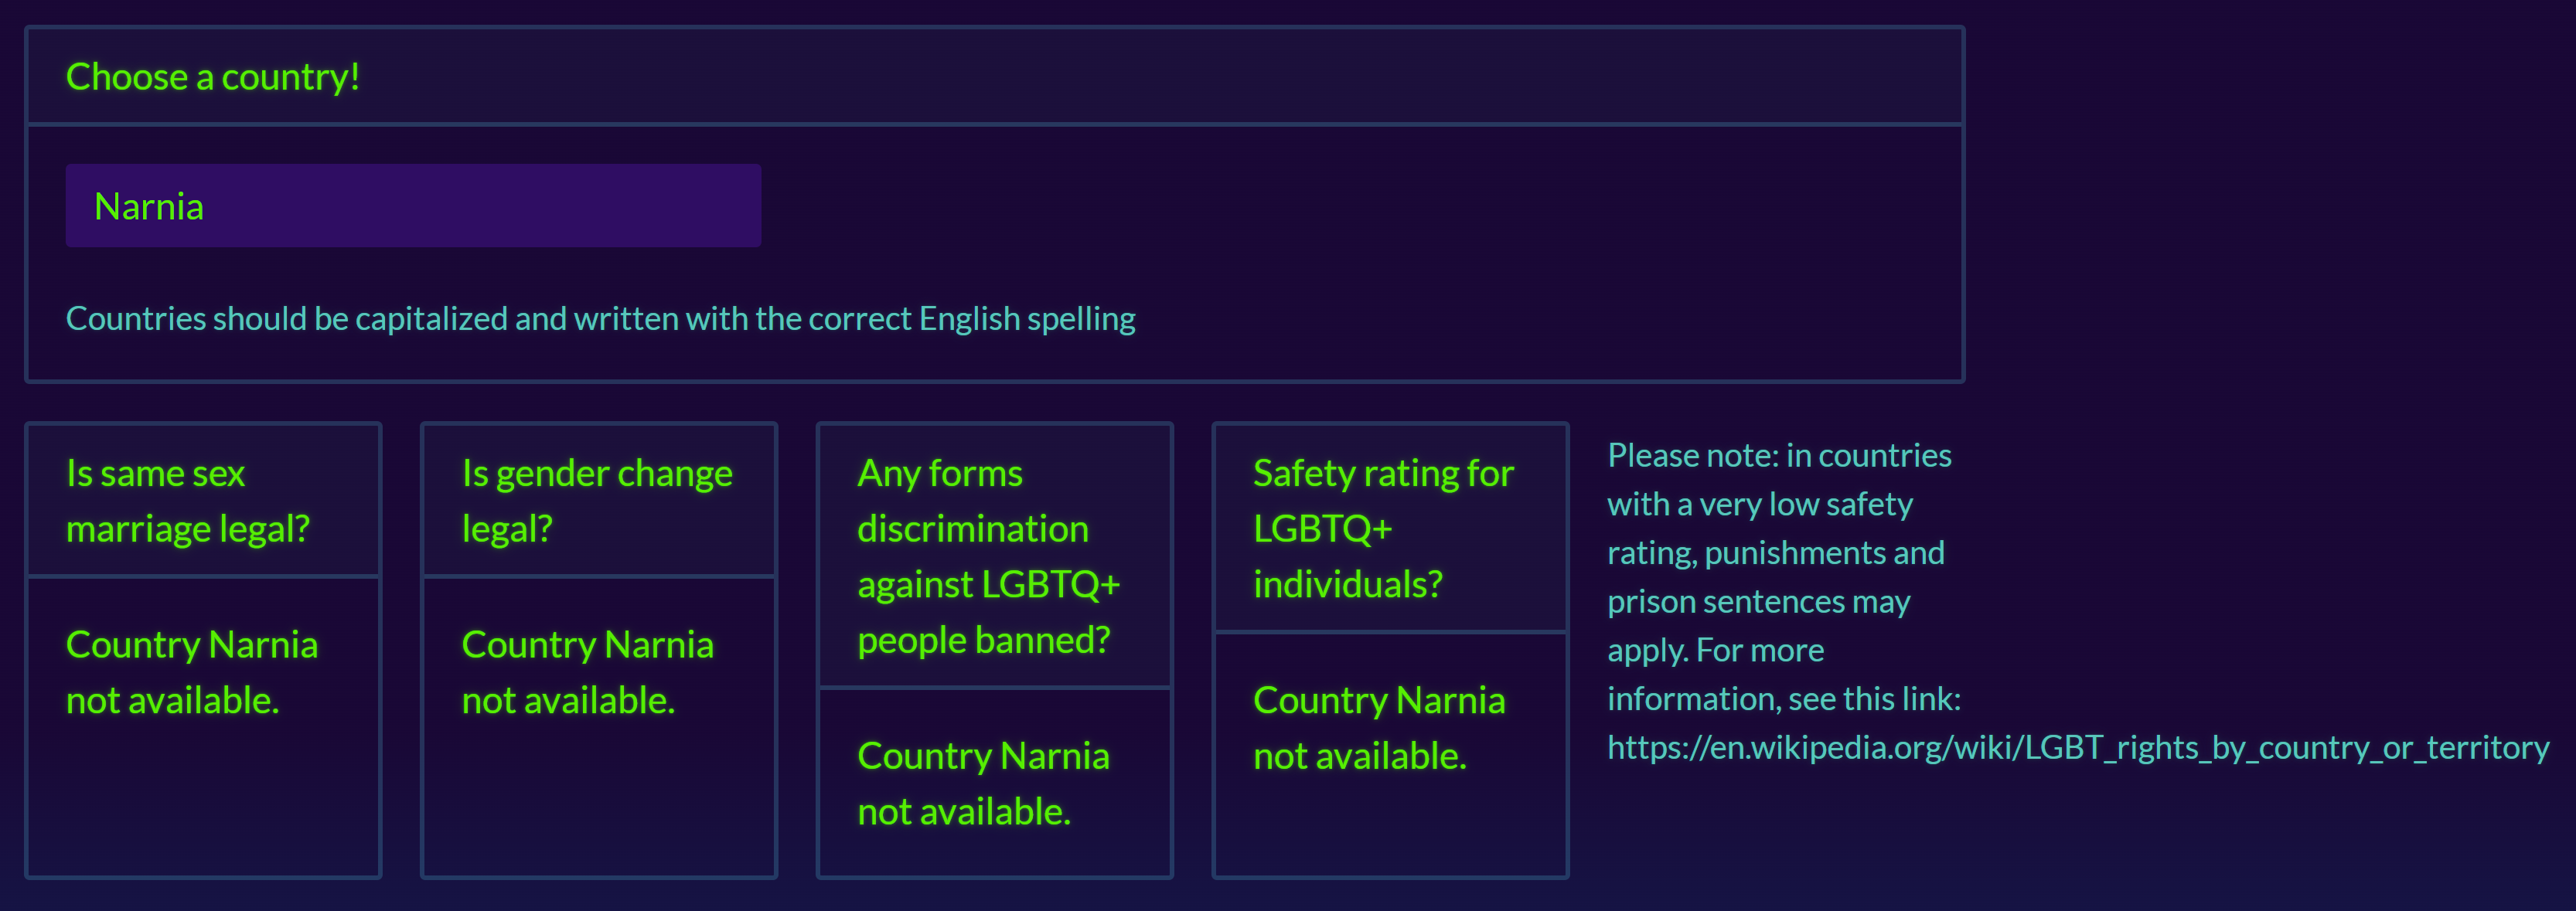 Choose a country!
Narnia
Countries should be capitalized and written with the correct English spelling
Is same sex
marriage legal?
Country Narnia
not available.
Is gender change
legal?
Country Narnia
not available.
Any forms
discrimination
against LGBTQ+
people banned?
Country Narnia
not available.
Safety rating for
LGBTQ+
individuals?
Country Narnia
not available.
Please note: in countries
with a very low safety
rating, punishments and
prison sentences may
apply. For more
information, see this link:
https://en.wikipedia.org/wiki/LGBT_rights_by_country_or_territory